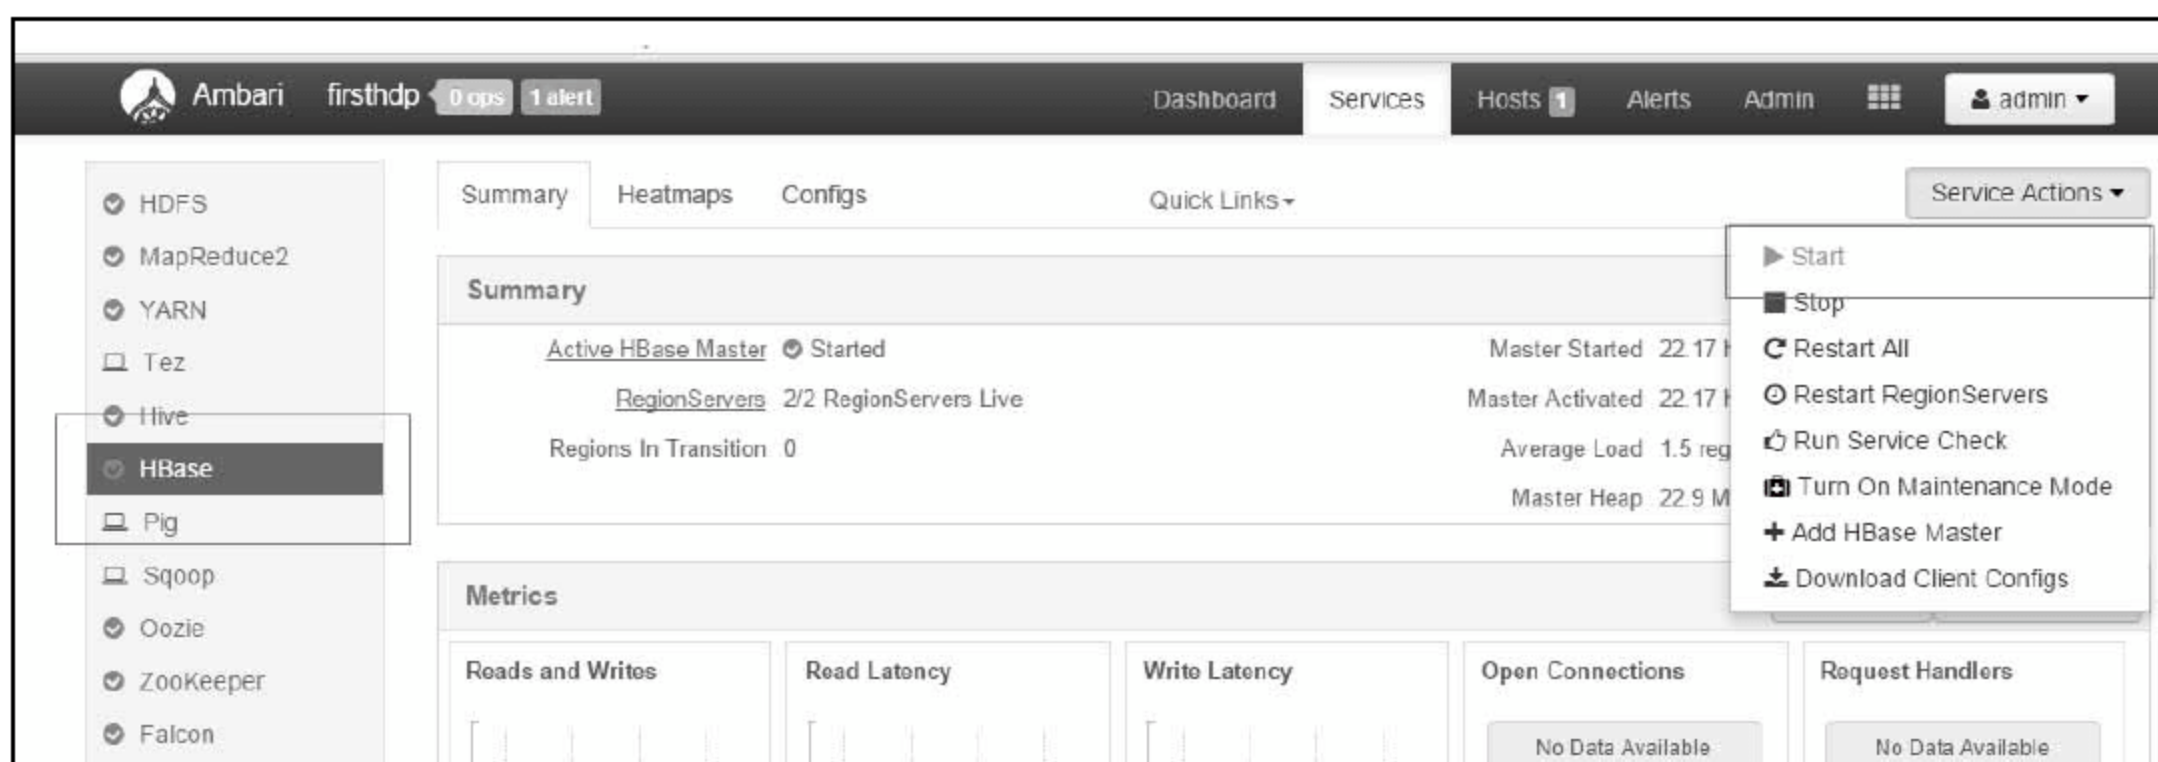 Ambari firsthdp 0 ops 1 alert Dashboard Services Hosts 1 Alerts Admin admin
HDFS
MapReduce2
YARN
Tez
Hive
HBase
Pig
Sqoop
Oozie
ZooKeeper
Falcon
Summary Heatmaps Configs Quick Links Service Actions
Summary
Active HBase Master Started
RegionServers 2/2 RegionServers Live
Regions In Transition 0
Master Started 22.17
Master Activated 22.17
Average Load 1.5 reg
Master Heap 22.9 M
Start
Stop
Restart All
Restart RegionServers
Run Service Check
Turn On Maintenance Mode
Add HBase Master
Download Client Configs
Metrics
Reads and Writes Read Latency Write Latency Open Connections Request Handlers
No Data Available No Data Available